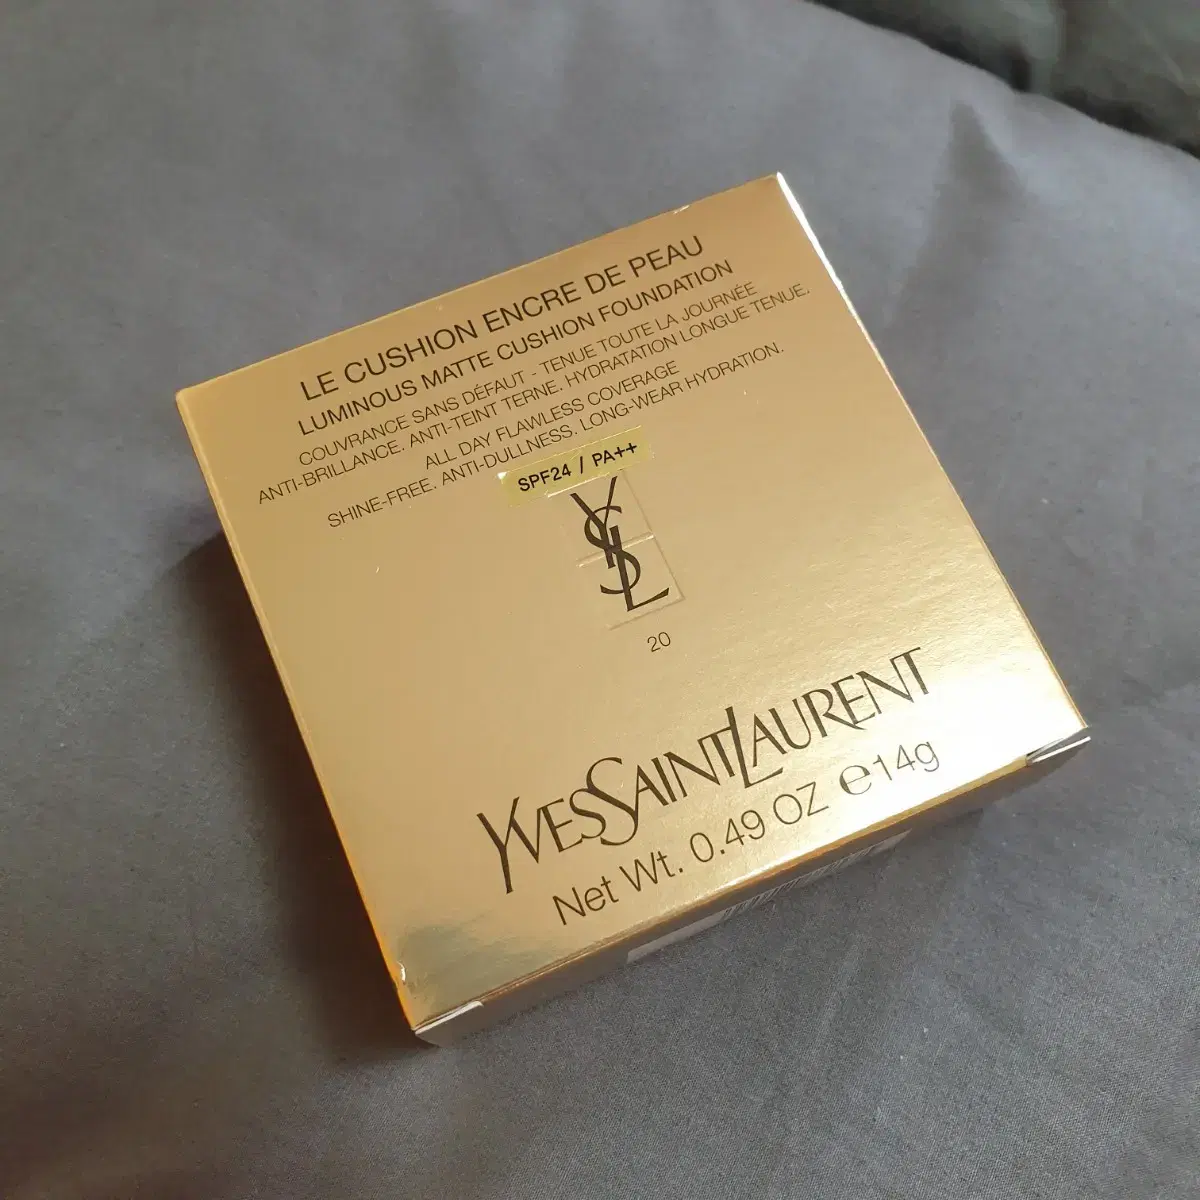 LE CUSHION ENCRE DE PEAU
LUMINOUS MATTE CUSHION FOUNDATION
COUVRANCE SANS DÉFAUT - TENUE TOUTE LA JOURNÉE
ANTI-BRILLANCE. ANTI-TEINT TERNE. HYDRATATION LONGUE TENUE.
ALL DAY FLAWLESS COVERAGE
SHINE-FREE. ANTI-DULLNESS. LONG-WEAR HYDRATION.
SPF24 / PA++
YSL
20
YVESSAINTLAURENT
Net Wt. 0.49 OZ ℮14g